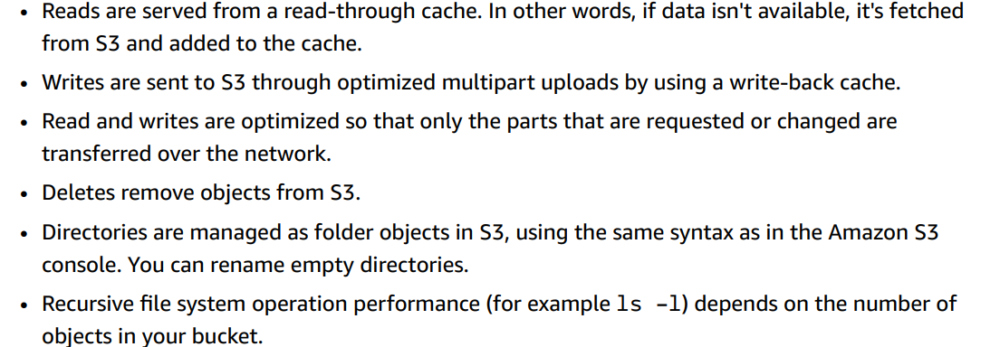 • Reads are served from a read-through cache. In other words, if data isn't available, it's fetched
from S3 and added to the cache.
• Writes are sent to S3 through optimized multipart uploads by using a write-back cache.
• Read and writes are optimized so that only the parts that are requested or changed are
transferred over the network.
• Deletes remove objects from S3.
• Directories are managed as folder objects in S3, using the same syntax as in the Amazon S3
console. You can rename empty directories.
• Recursive file system operation performance (for example ls -l) depends on the number of
objects in your bucket.